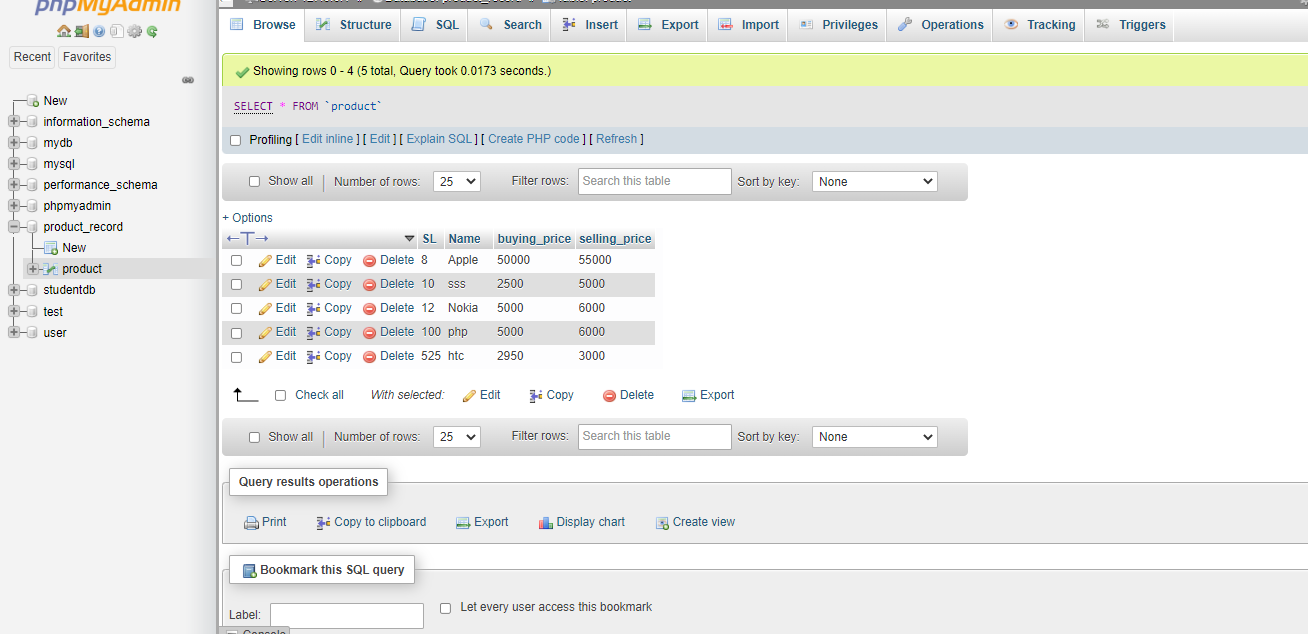 phpMyAdmin
Recent Favorites
New
information_schema
mydb
mysql
performance_schema
phpmyadmin
product_record
New
product
studentdb
test
user
Browse Structure SQL Search Insert Export Import Privileges Operations Tracking Triggers
Showing rows 0 - 4 (5 total, Query took 0.0173 seconds.)
SELECT * FROM `product`
Profiling [ Edit inline ] [ Edit ] [ Explain SQL ] [ Create PHP code ] [ Refresh ]
Show all | Number of rows: 25 Filter rows: Search this table Sort by key: None
+ Options
←T→ SL Name buying_price selling_price
Edit Copy Delete 8 Apple 50000 55000
Edit Copy Delete 10 sss 2500 5000
Edit Copy Delete 12 Nokia 5000 6000
Edit Copy Delete 100 php 5000 6000
Edit Copy Delete 525 htc 2950 3000
Check all With selected: Edit Copy Delete Export
Show all | Number of rows: 25 Filter rows: Search this table Sort by key: None
Query results operations
Print Copy to clipboard Export Display chart Create view
Bookmark this SQL query
Label: Let every user access this bookmark
Console